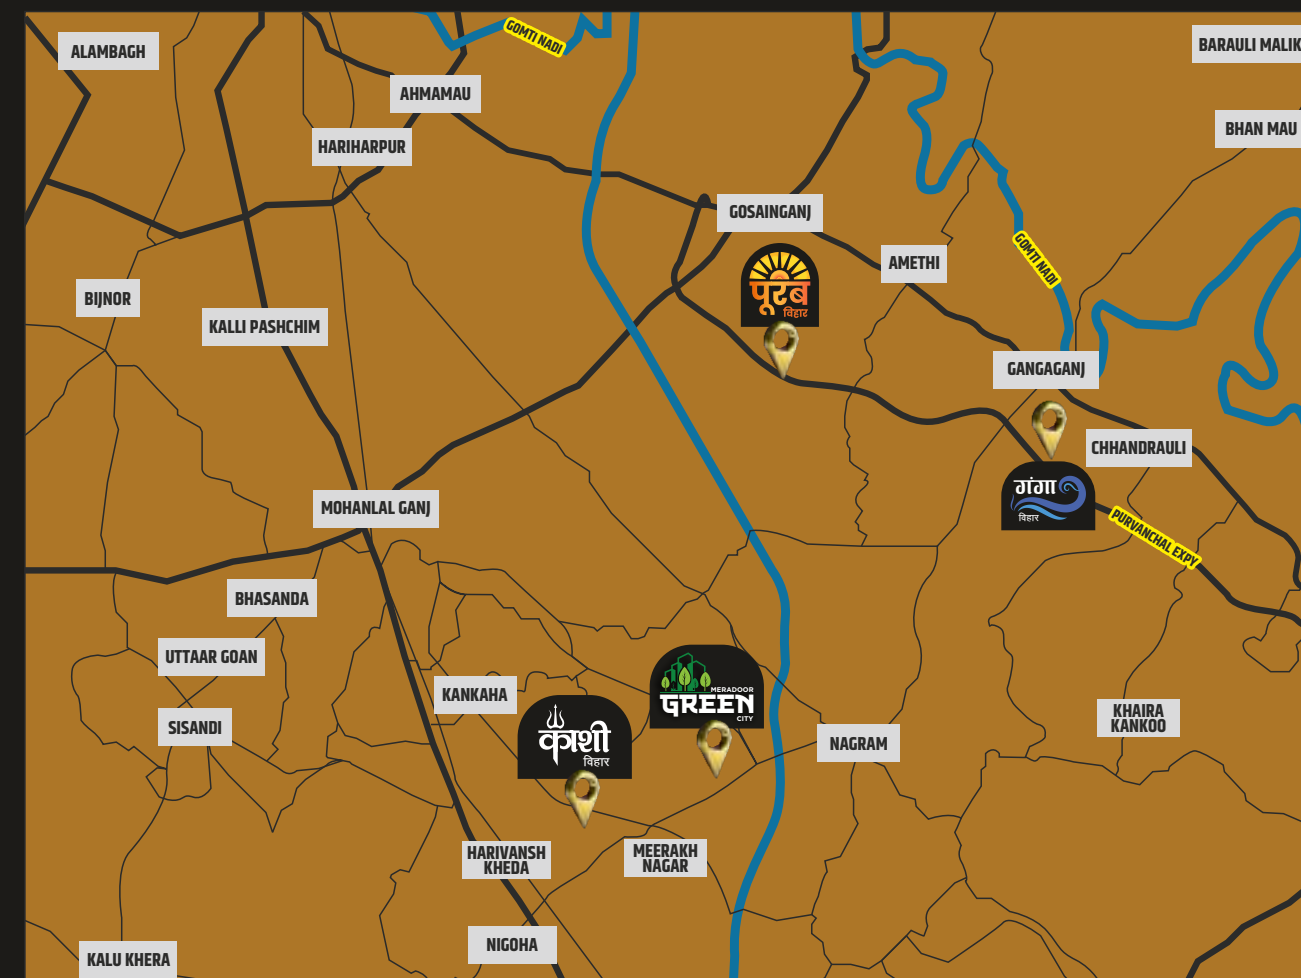 GOMTI NADI
ALAMBAGH
BARAULI MALIK
AHMAMAU
BHAN MAU
HARIHARPUR
GOSAINGANJ
GOMTI NADI
AMETHI
BIJNOR
पूरब
विहार
KALLI PASHCHIM
GANGAGANJ
CHHANDRAULI
गंगा
विहार
MOHANLAL GANJ
PURVANCHAL EXPY
BHASANDA
UTTAAR GOAN
MERADOOR
GREEN
CITY
KANKAHA
KHAIRA
KANKOO
SISANDI
काशी
विहार
NAGRAM
HARIVANSH
KHEDA
MEERAKH
NAGAR
NIGOHA
KALU KHERA